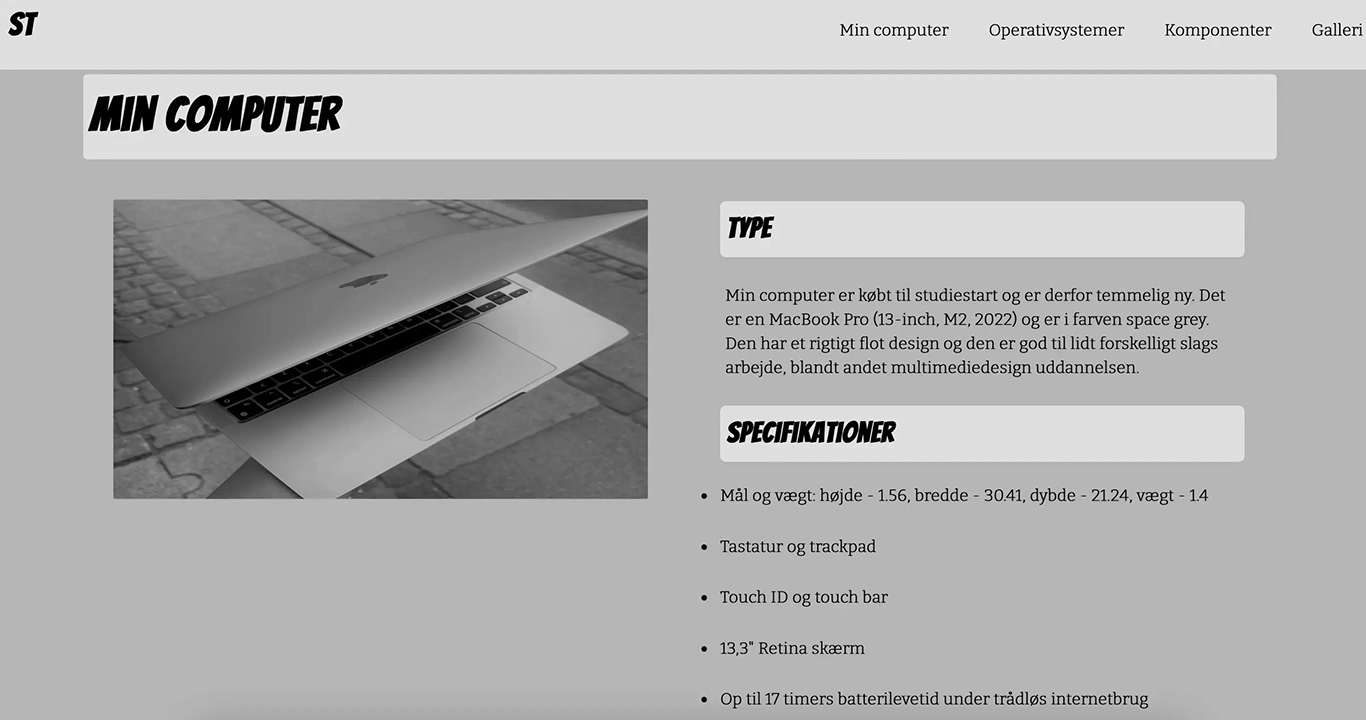 ST
Min computer
Operativsystemer
Komponenter
Galleri
MIN COMPUTER
TYPE
Min computer er købt til studiestart og er derfor temmelig ny. Det
er en MacBook Pro (13-inch, M2, 2022) og er i farven space grey.
Den har et rigtigt flot design og den er god til lidt forskelligt slags
arbejde, blandt andet multimediedesign uddannelsen.
SPECIFIKATIONER
• Mål og vægt: højde - 1.56, bredde - 30.41, dybde - 21.24, vægt - 1.4
• Tastatur og trackpad
• Touch ID og touch bar
• 13,3" Retina skærm
• Op til 17 timers batterilevetid under trådløs internetbrug